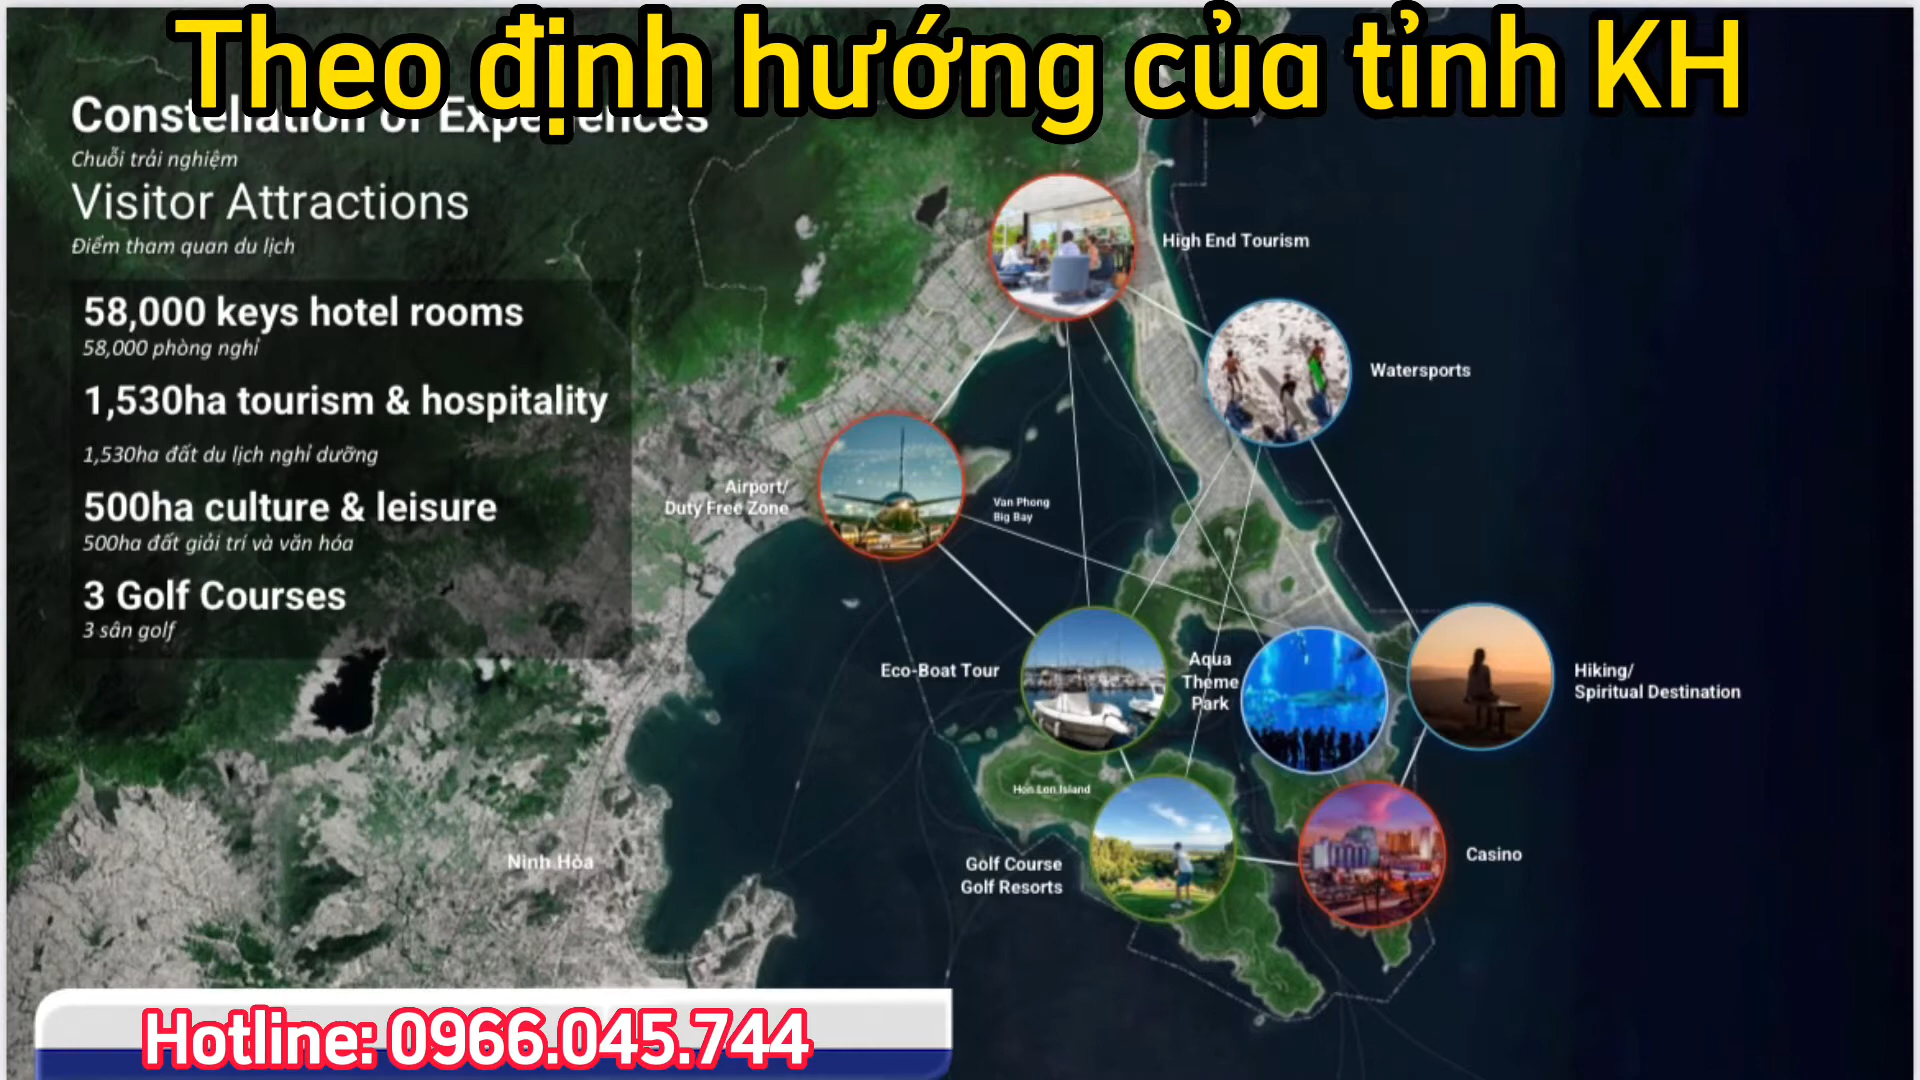 Theo định hướng của tỉnh KH
Constellation of Experiences
Chuỗi trải nghiệm
Visitor Attractions
Điểm tham quan du lịch
58,000 keys hotel rooms
58,000 phòng nghỉ
1,530ha tourism & hospitality
1,530ha đất du lịch nghỉ dưỡng
500ha culture & leisure
500ha đất giải trí và văn hóa
3 Golf Courses
3 sân golf
High End Tourism
Watersports
Airport/
Duty Free Zone
Van Phong
Big Bay
Eco-Boat Tour
Aqua
Theme
Park
Hiking/
Spiritual Destination
Hon Lon Island
Golf Course
Golf Resorts
Casino
Ninh Hòa
Hotline: 0966.045.744